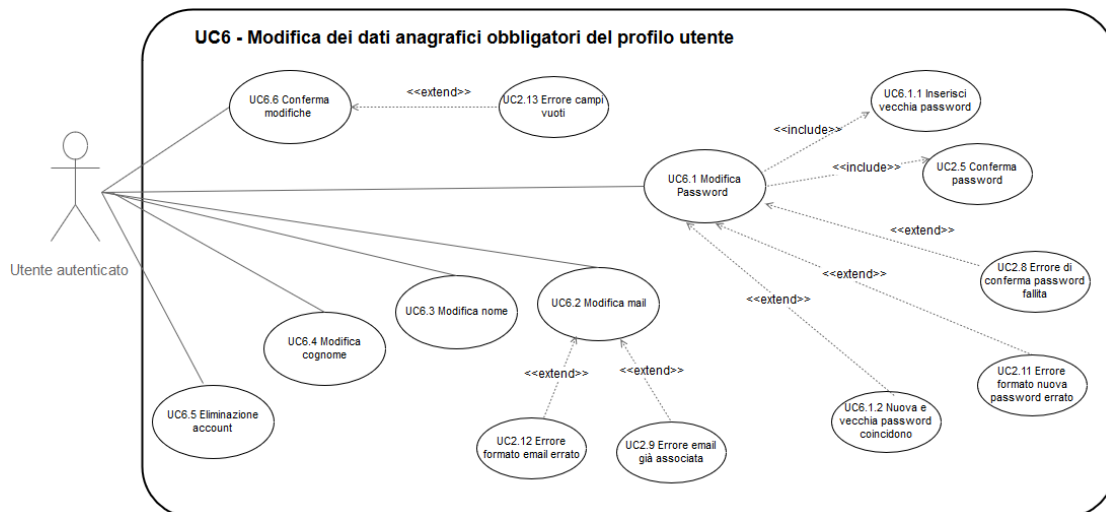 UC6 - Modifica dei dati anagrafici obbligatori del profilo utente
UC6.6 Conferma
modifiche
<<extend>>
UC2.13 Errore campi
vuoti
UC6.1.1 Inserisci
vecchia password
<<include>>
UC6.1 Modifica
Password
<<include>>
UC2.5 Conferma
password
<<extend>>
UC2.8 Errore di
conferma password
fallita
Utente autenticato
<<extend>>
<<extend>>
UC6.3 Modifica nome
UC6.2 Modifica mail
UC6.4 Modifica
cognome
<<extend>>
<<extend>>
UC2.11 Errore
formato nuova
password errato
UC6.5 Eliminazione
account
UC6.1.2 Nuova e
vecchia password
coincidono
UC2.12 Errore
formato email errato
UC2.9 Errore email
già associata